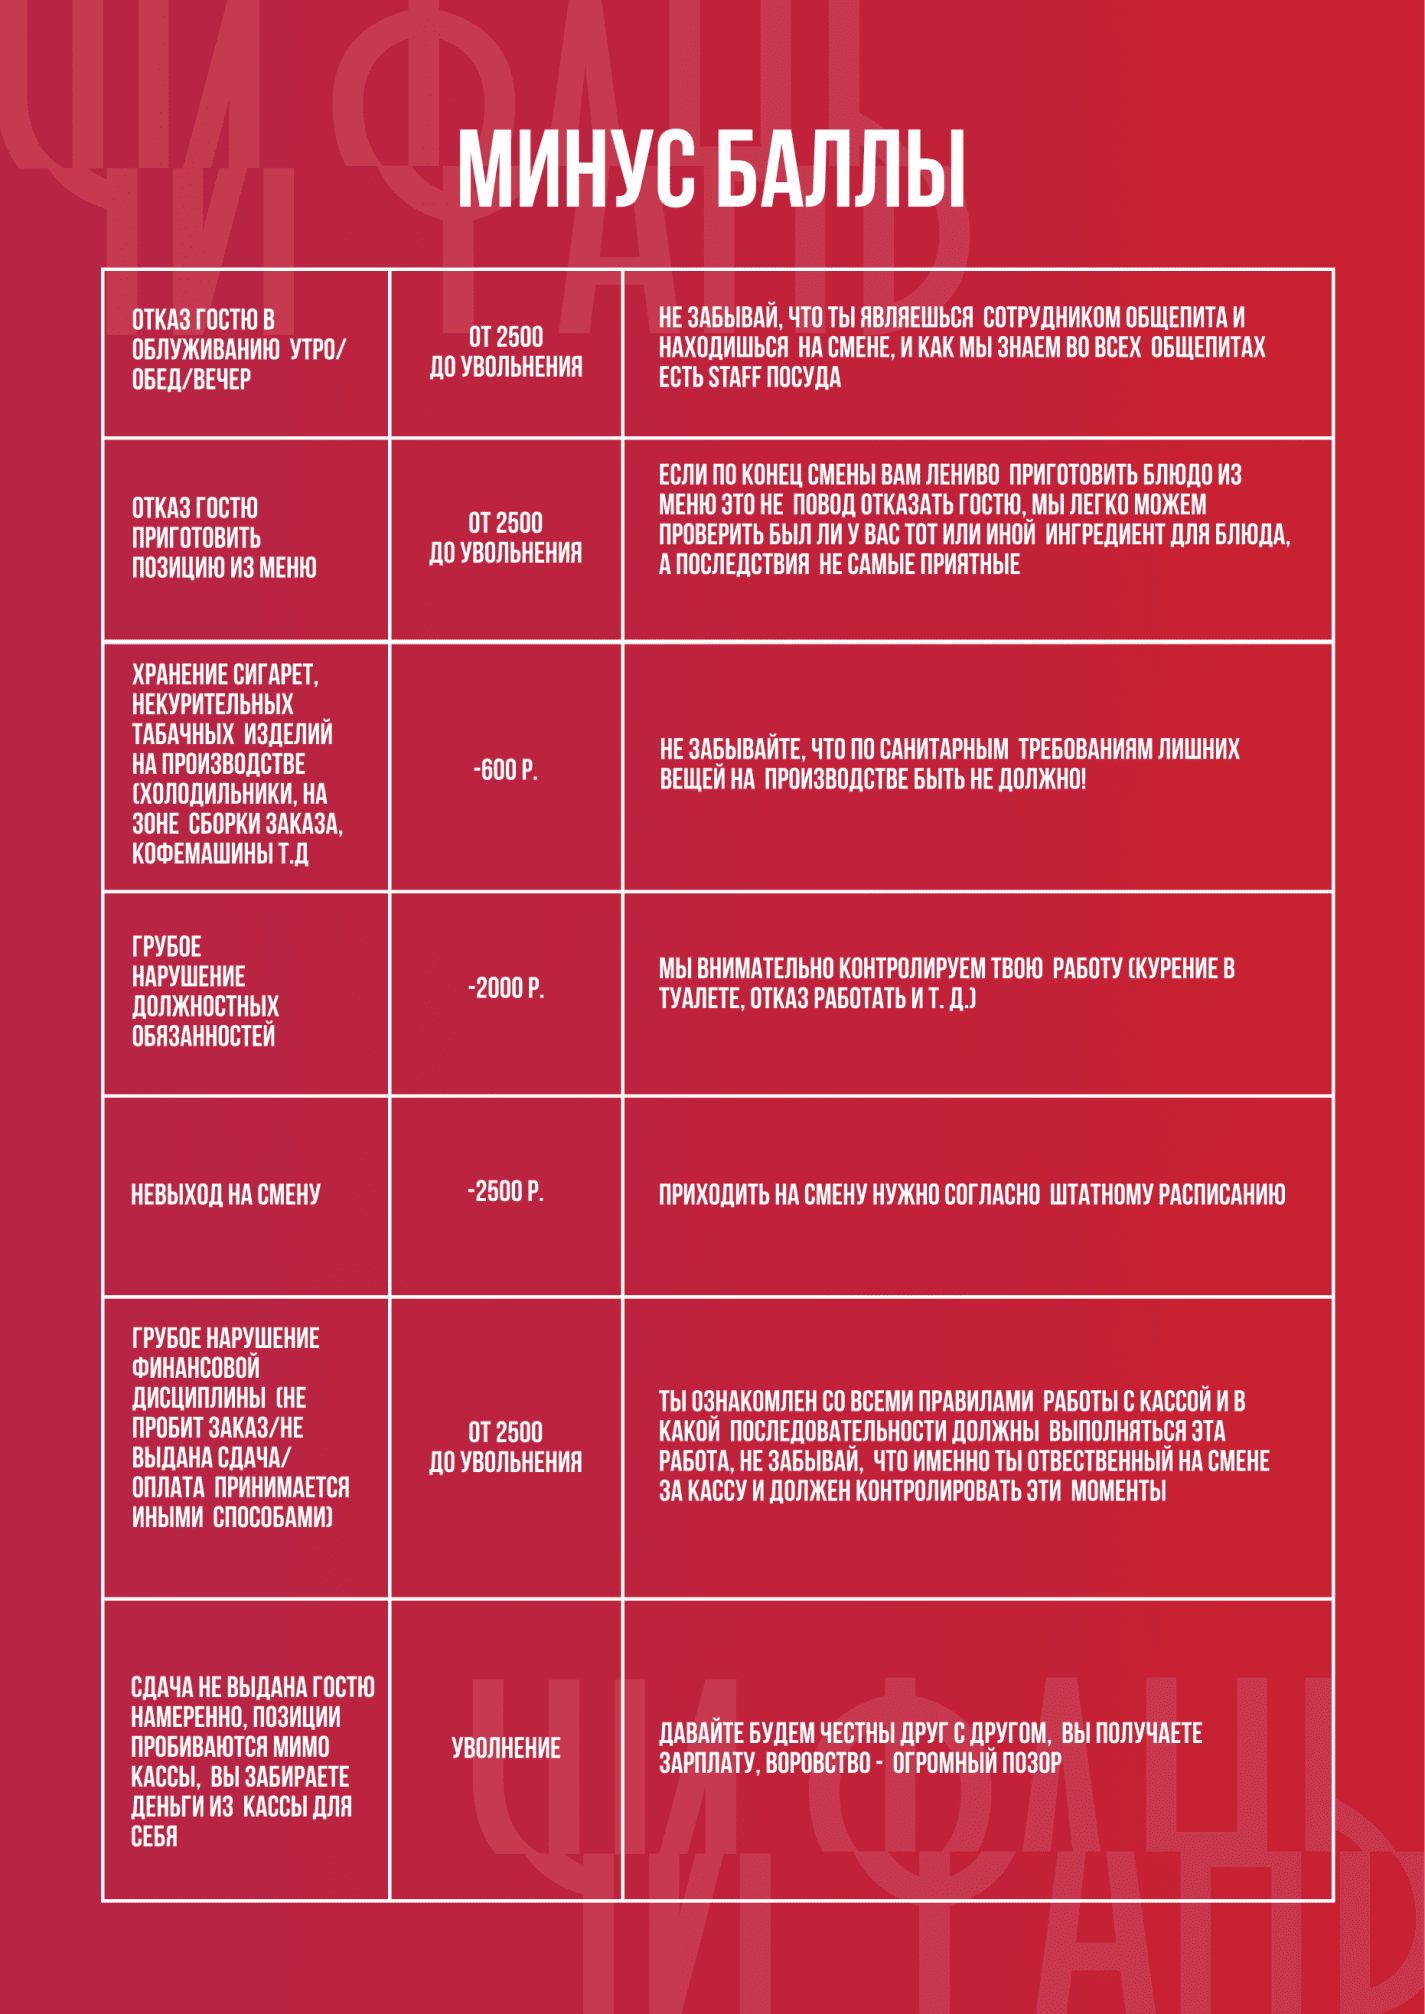 ЧИ ФАНЬ
ЧИ ФАНЬ
МИНУС БАЛЛЫ
ОТКАЗ ГОСТЮ В
ОБЛУЖИВАНИЮ УТРО/
ОБЕД/ВЕЧЕР
ОТ 2500
ДО УВОЛЬНЕНИЯ
НЕ ЗАБЫВАЙ, ЧТО ТЫ ЯВЛЯЕШЬСЯ СОТРУДНИКОМ ОБЩЕПИТА И
НАХОДИШЬСЯ НА СМЕНЕ, И КАК МЫ ЗНАЕМ ВО ВСЕХ ОБЩЕПИТАХ
ЕСТЬ STAFF ПОСУДА
ОТКАЗ ГОСТЮ
ПРИГОТОВИТЬ
ПОЗИЦИЮ ИЗ МЕНЮ
ОТ 2500
ДО УВОЛЬНЕНИЯ
ЕСЛИ ПО КОНЕЦ СМЕНЫ ВАМ ЛЕНИВО ПРИГОТОВИТЬ БЛЮДО ИЗ
МЕНЮ ЭТО НЕ ПОВОД ОТКАЗАТЬ ГОСТЮ, МЫ ЛЕГКО МОЖЕМ
ПРОВЕРИТЬ БЫЛ ЛИ У ВАС ТОТ ИЛИ ИНОЙ ИНГРЕДИЕНТ ДЛЯ БЛЮДА,
А ПОСЛЕДСТВИЯ НЕ САМЫЕ ПРИЯТНЫЕ
ХРАНЕНИЕ СИГАРЕТ,
НЕКУРИТЕЛЬНЫХ
ТАБАЧНЫХ ИЗДЕЛИЙ
НА ПРОИЗВОДСТВЕ
(ХОЛОДИЛЬНИКИ, НА
ЗОНЕ СБОРКИ ЗАКАЗА,
КОФЕМАШИНЫ Т.Д
-600 Р.
НЕ ЗАБЫВАЙТЕ, ЧТО ПО САНИТАРНЫМ ТРЕБОВАНИЯМ ЛИШНИХ
ВЕЩЕЙ НА ПРОИЗВОДСТВЕ БЫТЬ НЕ ДОЛЖНО!
ГРУБОЕ
НАРУШЕНИЕ
ДОЛЖНОСТНЫХ
ОБЯЗАННОСТЕЙ
-2000 Р.
МЫ ВНИМАТЕЛЬНО КОНТРОЛИРУЕМ ТВОЮ РАБОТУ (КУРЕНИЕ В
ТУАЛЕТЕ, ОТКАЗ РАБОТАТЬ И Т. Д.)
НЕВЫХОД НА СМЕНУ
-2500 Р.
ПРИХОДИТЬ НА СМЕНУ НУЖНО СОГЛАСНО ШТАТНОМУ РАСПИСАНИЮ
ГРУБОЕ НАРУШЕНИЕ
ФИНАНСОВОЙ
ДИСЦИПЛИНЫ (НЕ
ПРОБИТ ЗАКАЗ/НЕ
ВЫДАНА СДАЧА/
ОПЛАТА ПРИНИМАЕТСЯ
ИНЫМИ СПОСОБАМИ)
ОТ 2500
ДО УВОЛЬНЕНИЯ
ТЫ ОЗНАКОМЛЕН СО ВСЕМИ ПРАВИЛАМИ РАБОТЫ С КАССОЙ И В
КАКОЙ ПОСЛЕДОВАТЕЛЬНОСТИ ДОЛЖНЫ ВЫПОЛНЯТЬСЯ ЭТА
РАБОТА, НЕ ЗАБЫВАЙ, ЧТО ИМЕННО ТЫ ОТВЕСТВЕННЫЙ НА СМЕНЕ
ЗА КАССУ И ДОЛЖЕН КОНТРОЛИРОВАТЬ ЭТИ МОМЕНТЫ
СДАЧА НЕ ВЫДАНА ГОСТЮ
НАМЕРЕННО, ПОЗИЦИИ
ПРОБИВАЮТСЯ МИМО
КАССЫ, ВЫ ЗАБИРАЕТЕ
ДЕНЬГИ ИЗ КАССЫ ДЛЯ
СЕБЯ
УВОЛНЕНИЕ
ДАВАЙТЕ БУДЕМ ЧЕСТНЫ ДРУГ С ДРУГОМ, ВЫ ПОЛУЧАЕТЕ
ЗАРПЛАТУ, ВОРОВСТВО - ОГРОМНЫЙ ПОЗОР
ЧИ ФАНЬ
ЧИ ФАНЬ